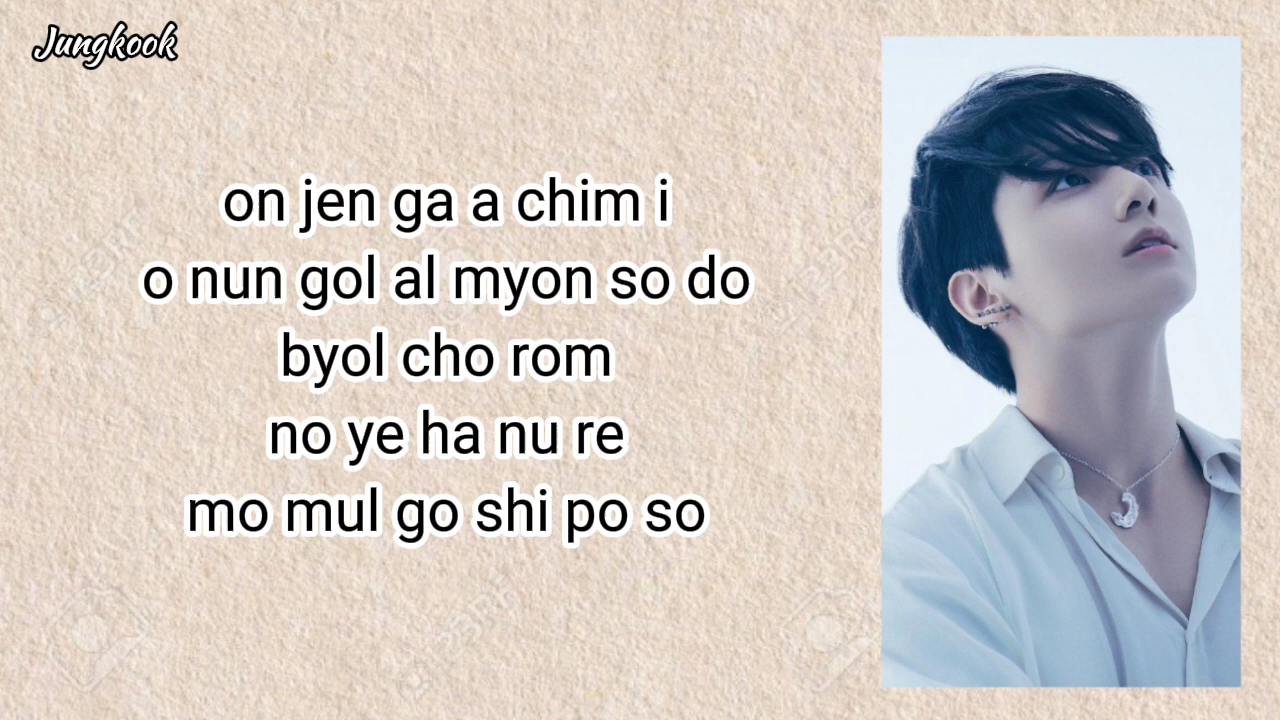 Jungkook
on jen ga a chim i
o nun gol al myon so do
byol cho rom
no ye ha nu re
mo mul go shi po so